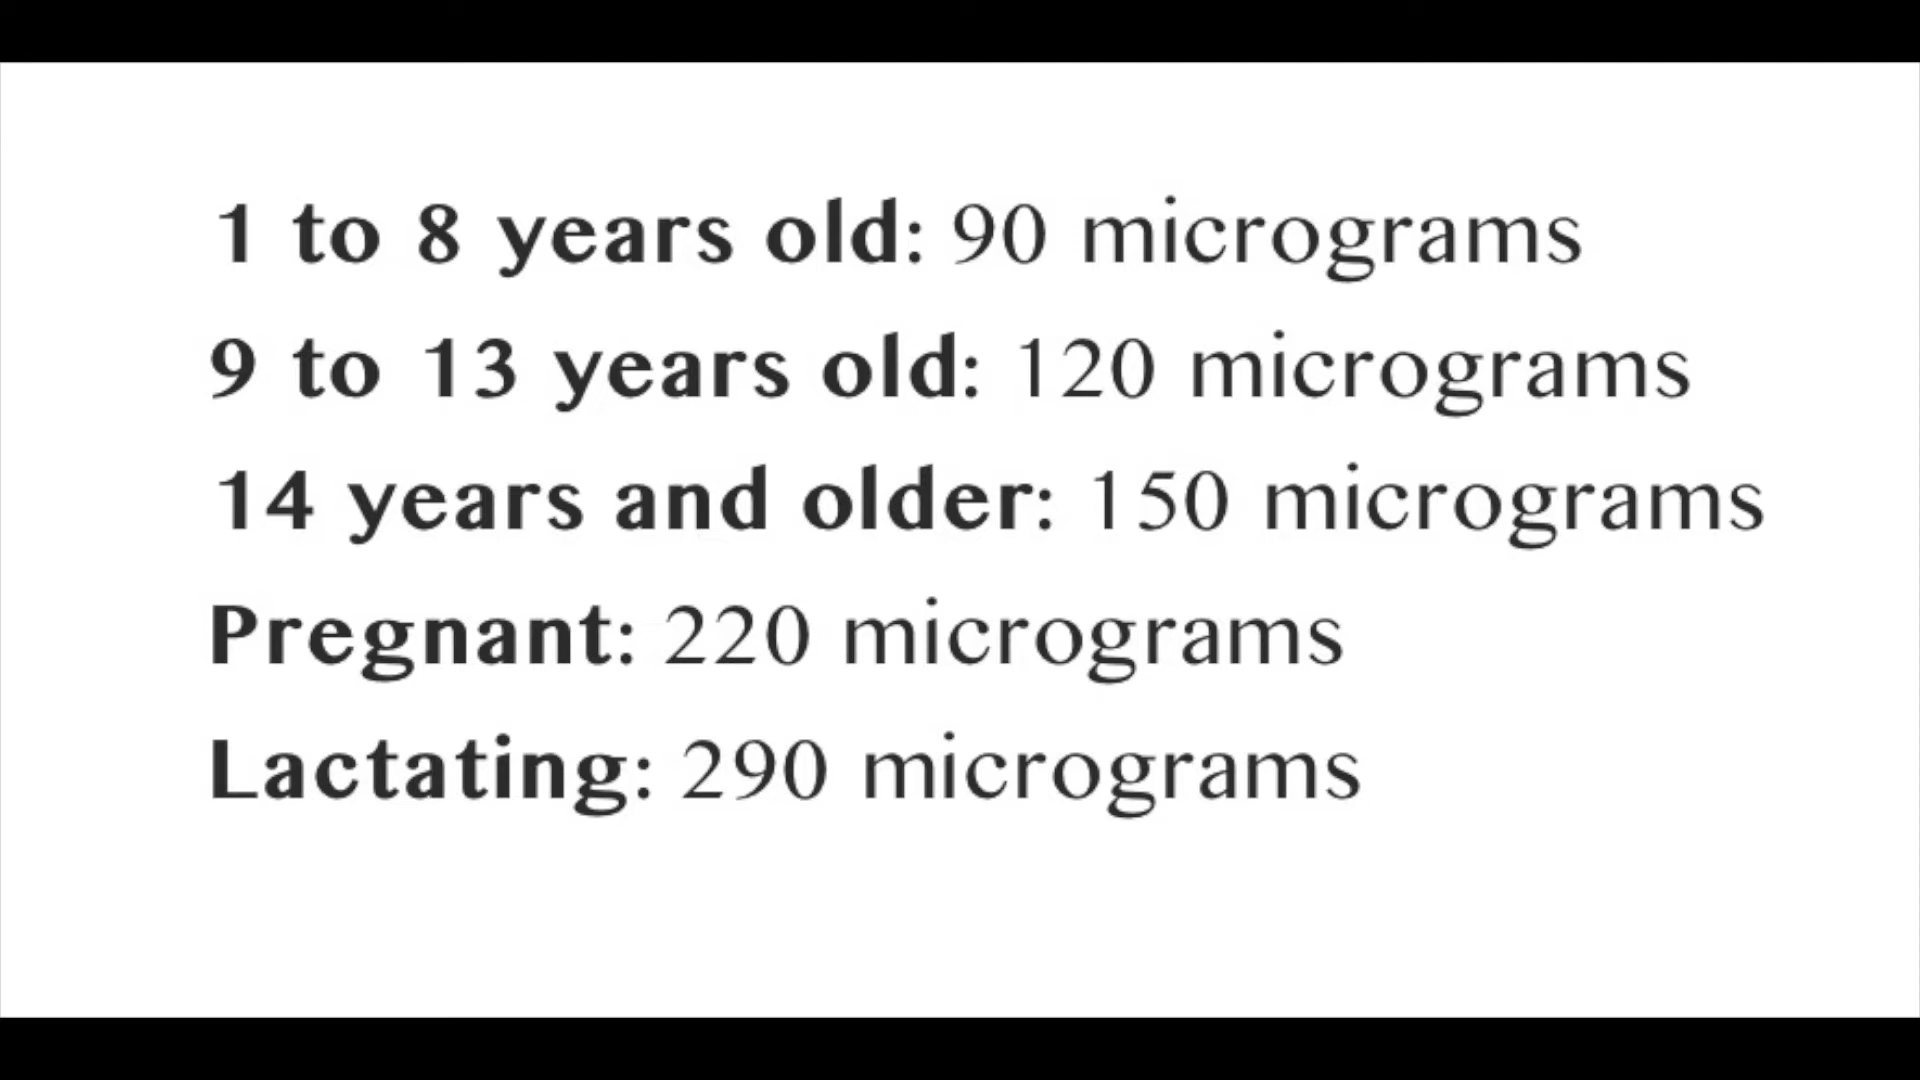 1 to 8 years old: 90 micrograms
9 to 13 years old: 120 micrograms
14 years and older: 150 micrograms
Pregnant: 220 micrograms
Lactating: 290 micrograms